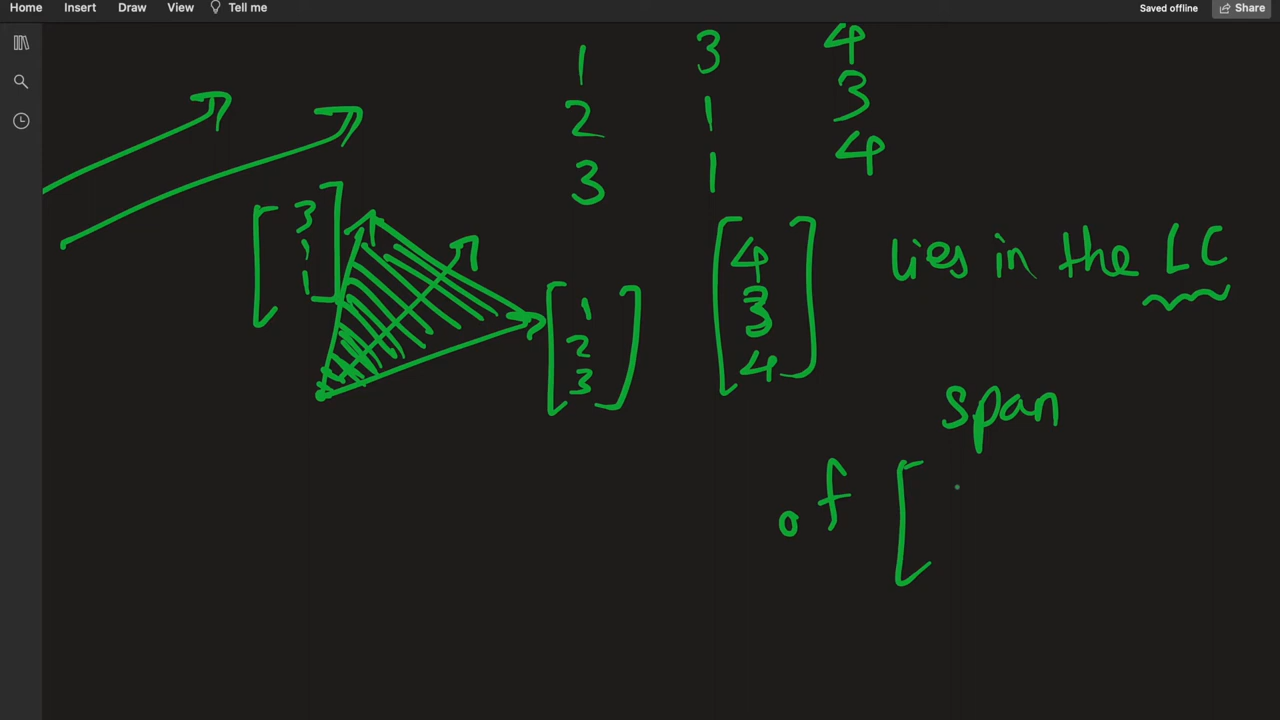 Home Insert Draw View Tell me Saved offline Share
1 3 4
2 1 3
3 1 4
[3 1 1] [1 2 3] [4 3 4] lies in the LC
span
of [